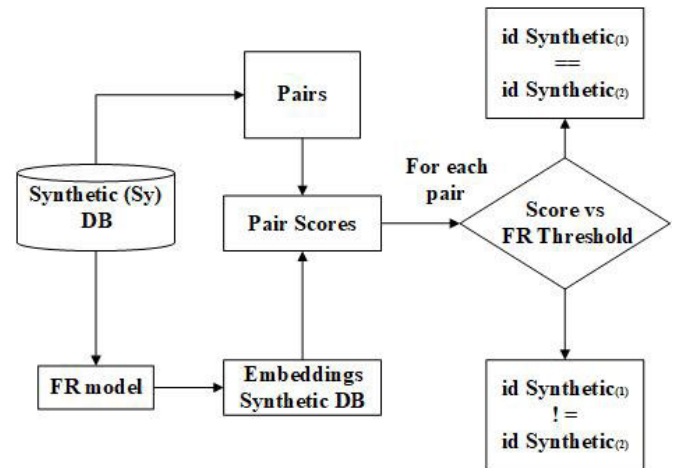 id Synthetic(1)
==
id Synthetic(2)
Pairs
For each
pair
Synthetic (Sy)
DB
Pair Scores
Score vs
FR Threshold
FR model
Embeddings
Synthetic DB
id Synthetic(1)
! =
id Synthetic(2)